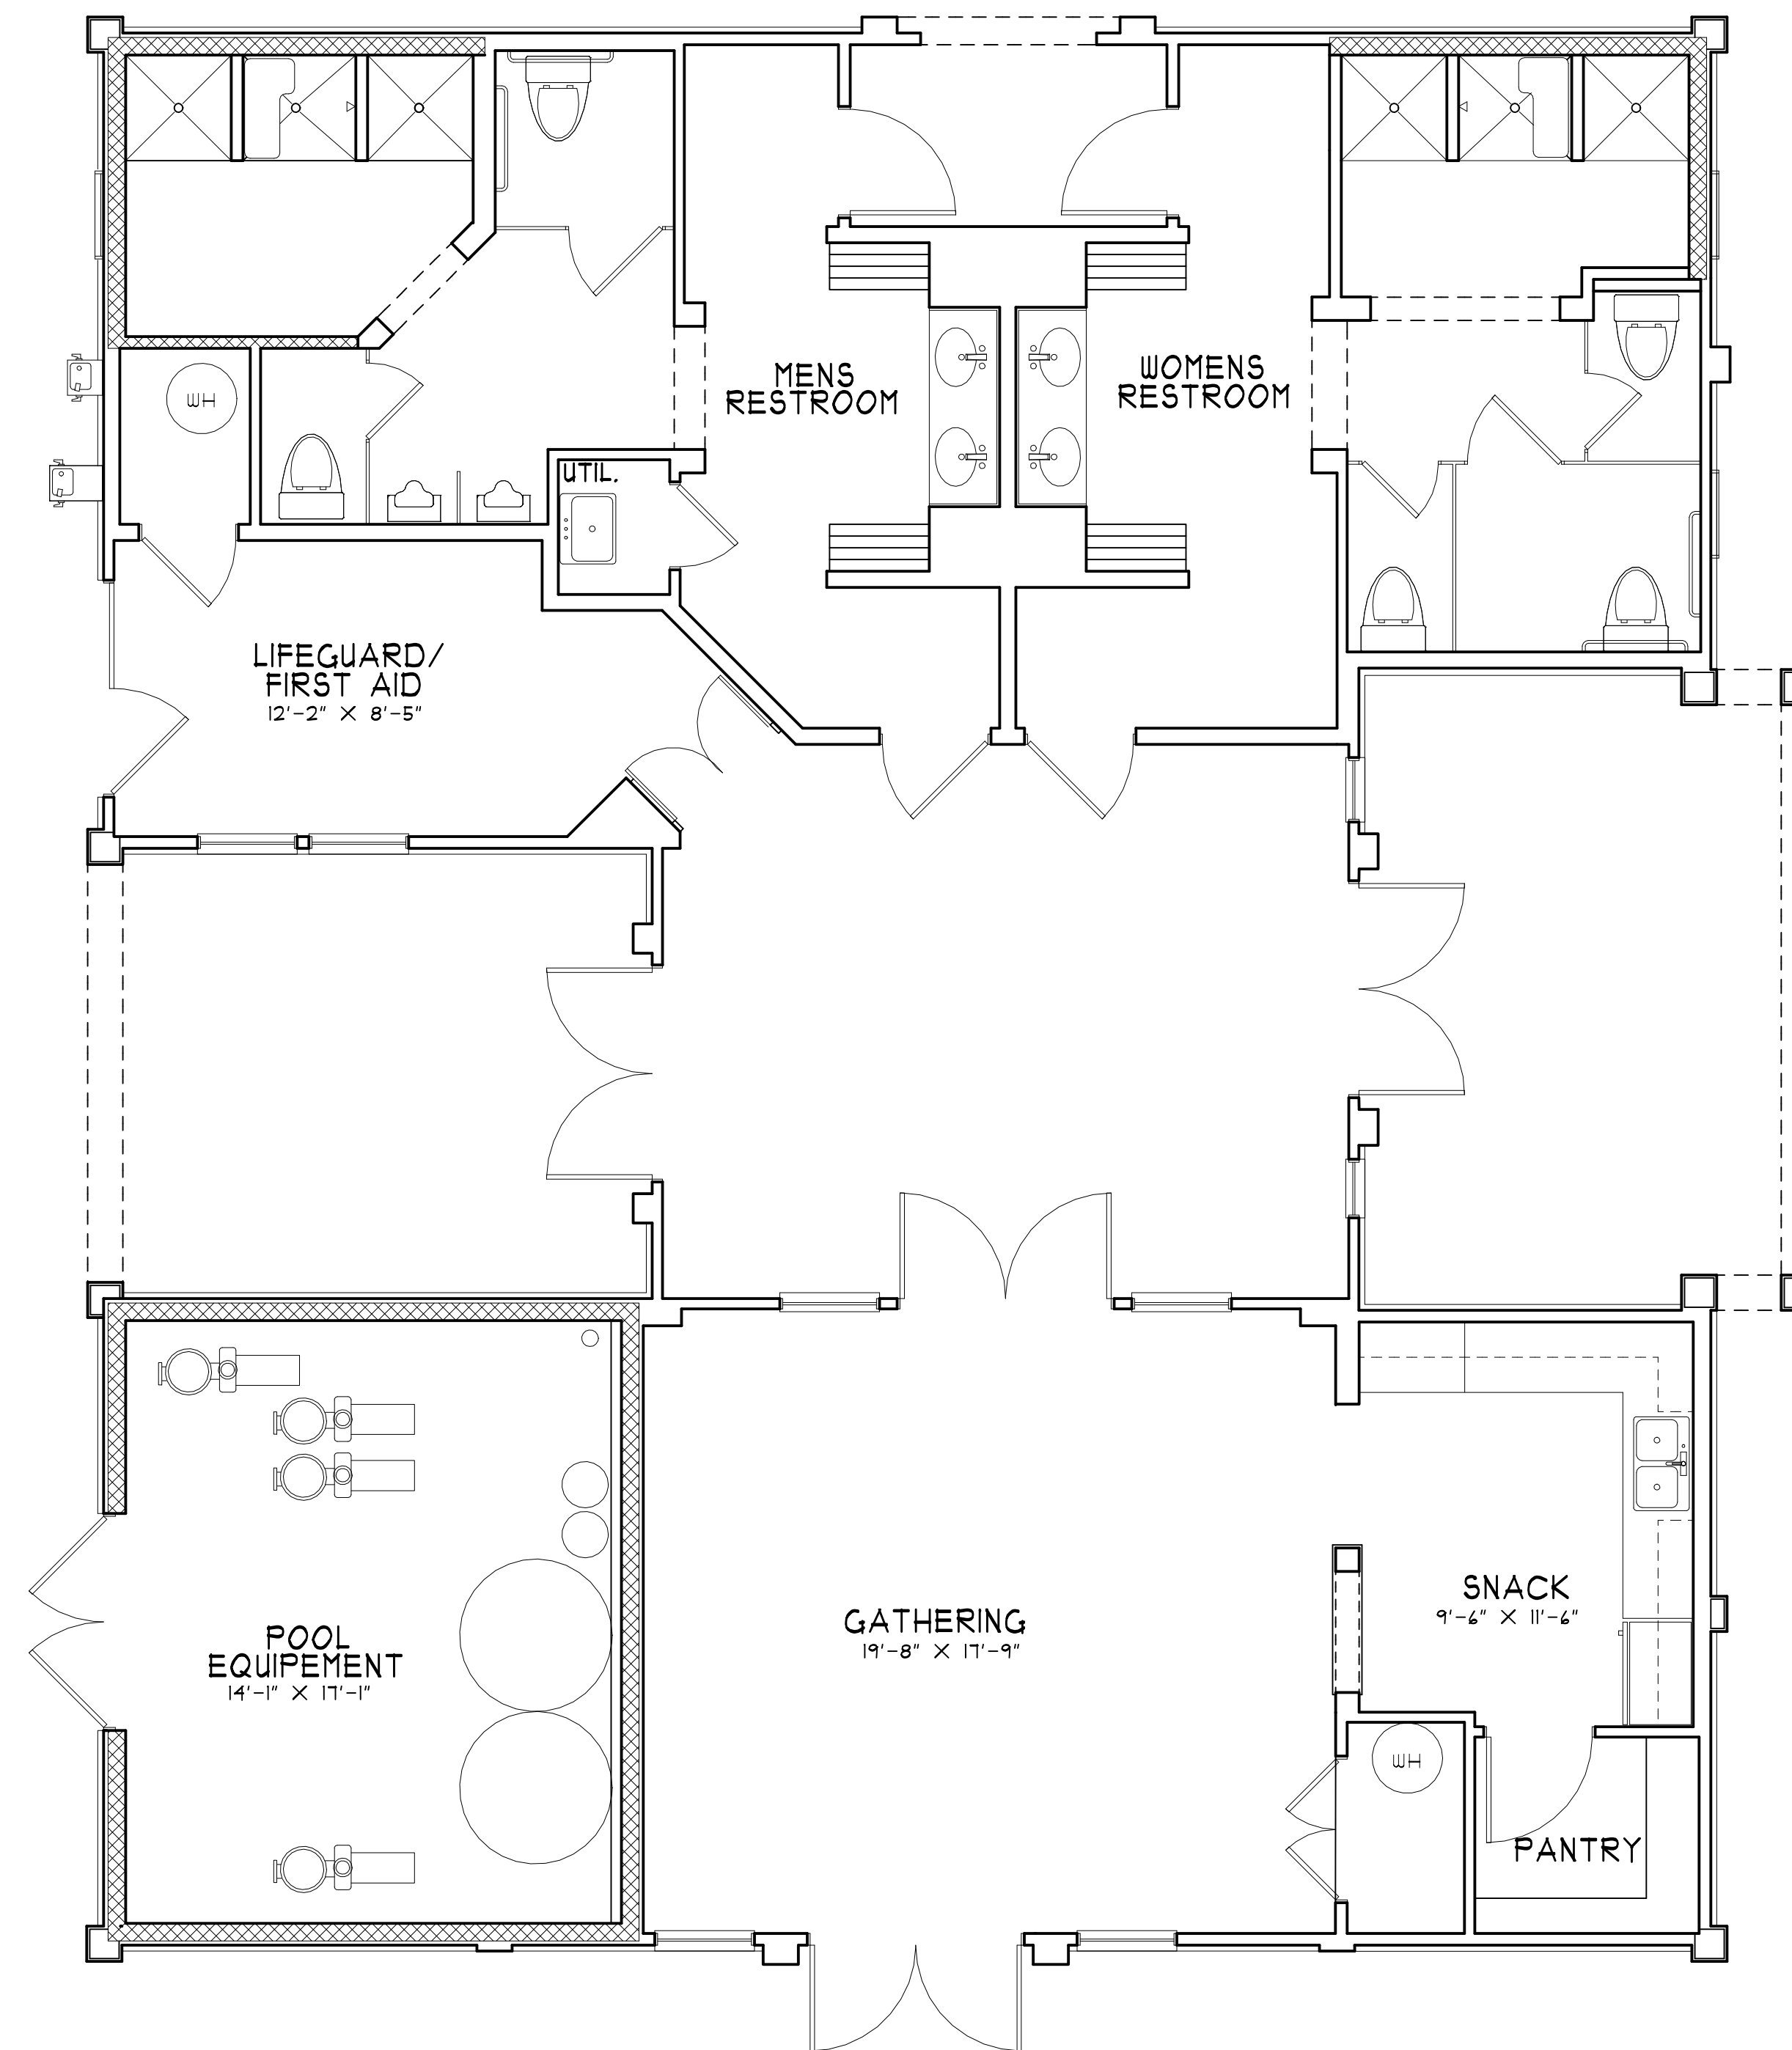 MENS
RESTROOM
WOMENS
RESTROOM
WH
UTIL.
LIFEGUARD/
FIRST AID
12'-2" X 8'-5"
SNACK
9'-6" X 11'-6"
GATHERING
19'-8" X 17'-9"
POOL
EQUIPEMENT
14'-1" X 17'-1"
WH
PANTRY